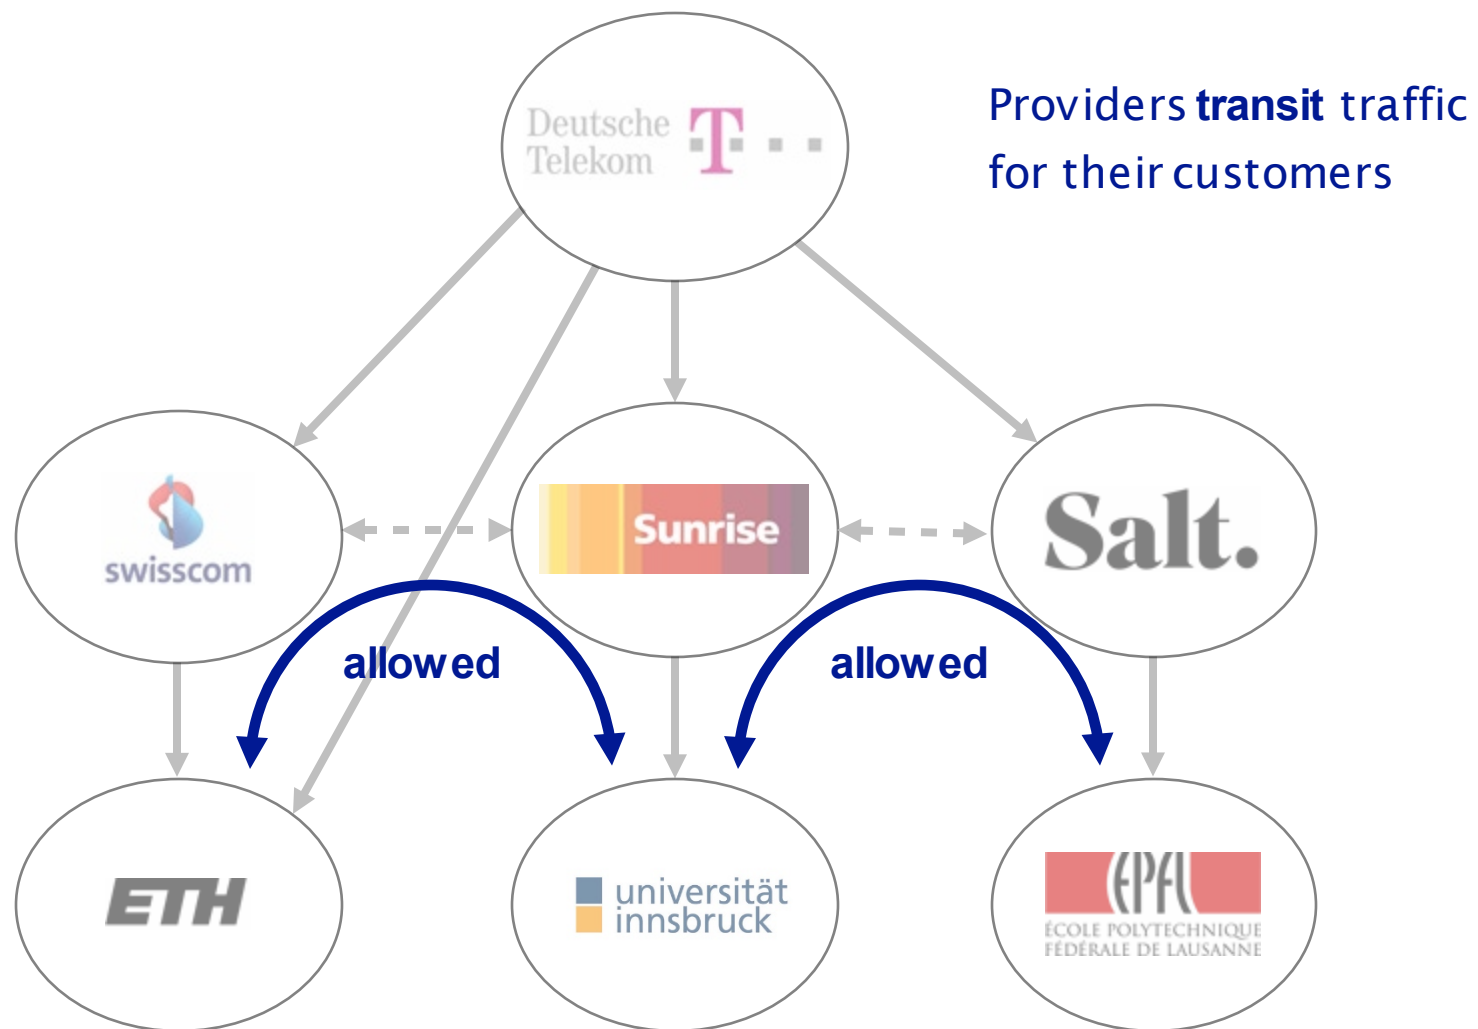 Deutsche
Telekom
T
Providers transit traffic
for their customers
swisscom
Sunrise
Salt.
allowed
allowed
ETH
universität
innsbruck
EPFL
ÉCOLE POLYTECHNIQUE
FÉDÉRALE DE LAUSANNE